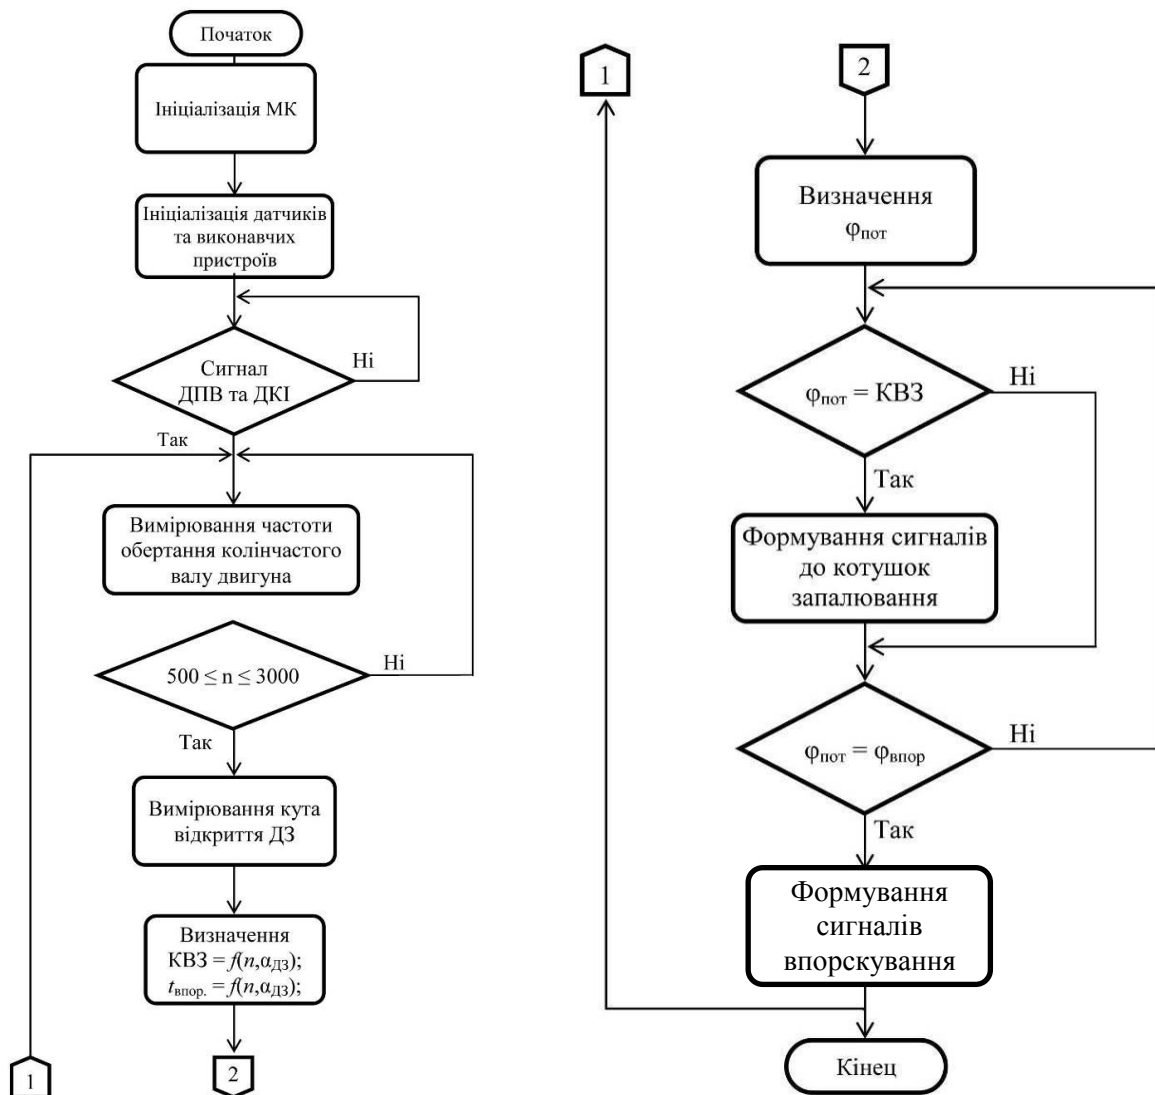 Початок
Ініціалізація МК
Ініціалізація датчиків
та виконавчих
пристроїв
Сигнал
ДПВ та ДКІ
Ні
Так
Вимірювання частоти
обертання колінчастого
валу двигуна
500 ≤ n ≤ 3000
Ні
Так
Вимірювання кута
відкриття ДЗ
Визначення
КВЗ = f(n,αДЗ);
tвпор. = f(n,αДЗ);
1
2
1
2
Визначення
φпот
φпот = КВЗ
Ні
Так
Формування сигналів
до котушок
запалювання
φпот = φвпор
Ні
Так
Формування
сигналів
впорскування
Кінец